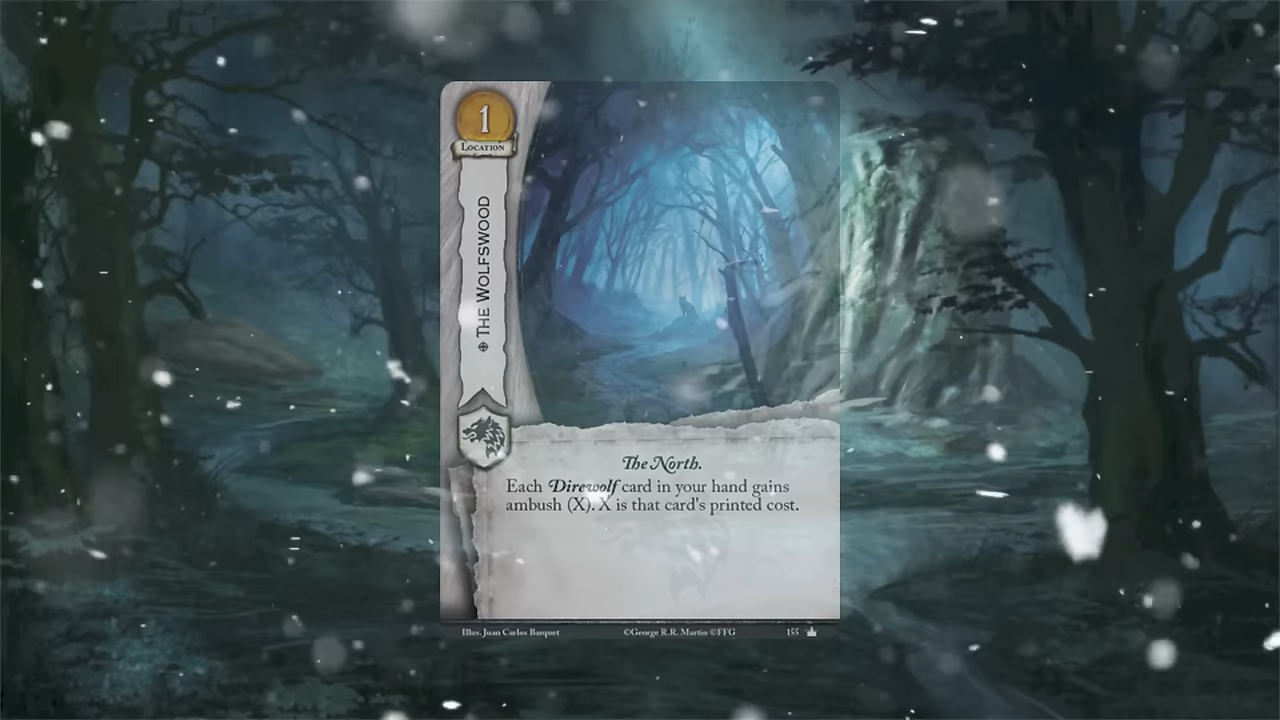 1
LOCATION
THE WOLFSWOOD
The North.
Each Direwolf card in your hand gains
ambush (X). X is that card's printed cost.
Illus. Juan Carlos Barquet
©George R.R. Martin ©FFG
155